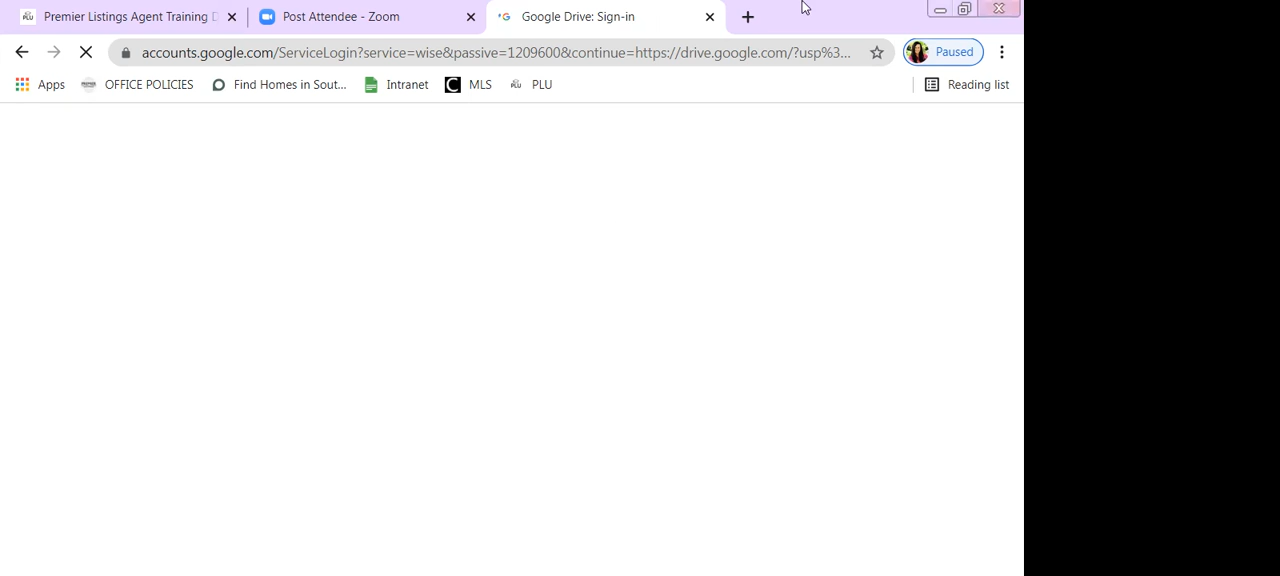 Premier Listings Agent Training D
Post Attendee - Zoom
Google Drive: Sign-in
accounts.google.com/ServiceLogin?service=wise&passive=1209600&continue=https://drive.google.com/?usp%3...
Paused
Apps
OFFICE POLICIES
Find Homes in Sout...
Intranet
MLS
PLU
Reading list